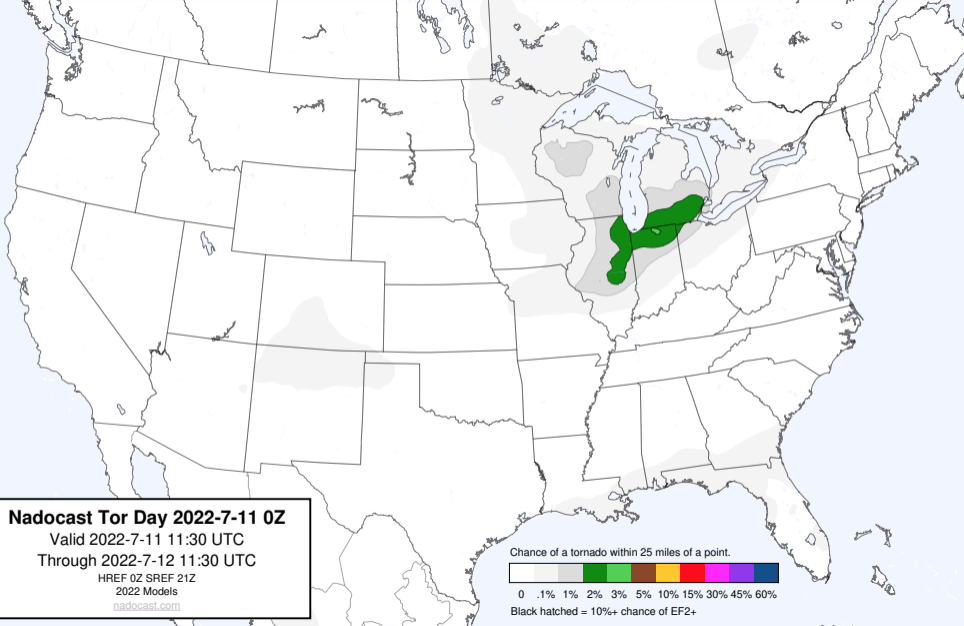 Nadocast Tor Day 2022-7-11 0Z
Valid 2022-7-11 11:30 UTC
Through 2022-7-12 11:30 UTC
HREF 0Z SREF 21Z
2022 Models
nadocast.com
Chance of a tornado within 25 miles of a point.
0 .1% 1% 2% 3% 5% 10% 15% 30% 45% 60%
Black hatched = 10%+ chance of EF2+